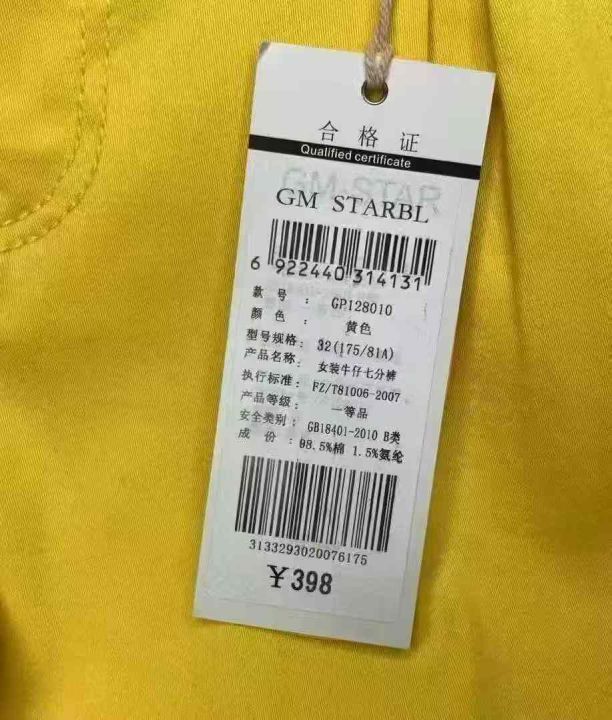 合格证
Qualified certificate
GM-STAR
GM STARBL
6 922440 314131
款号： GP128010
颜色： 黄色
型号规格： 32(175/81A)
产品名称： 女装牛仔七分裤
执行标准： FZ/T81006-2007
产品等级： 一等品
安全类别： GB18401-2010 B类
成份：98.5%棉 1.5%氨纶
3133293020076175
¥398